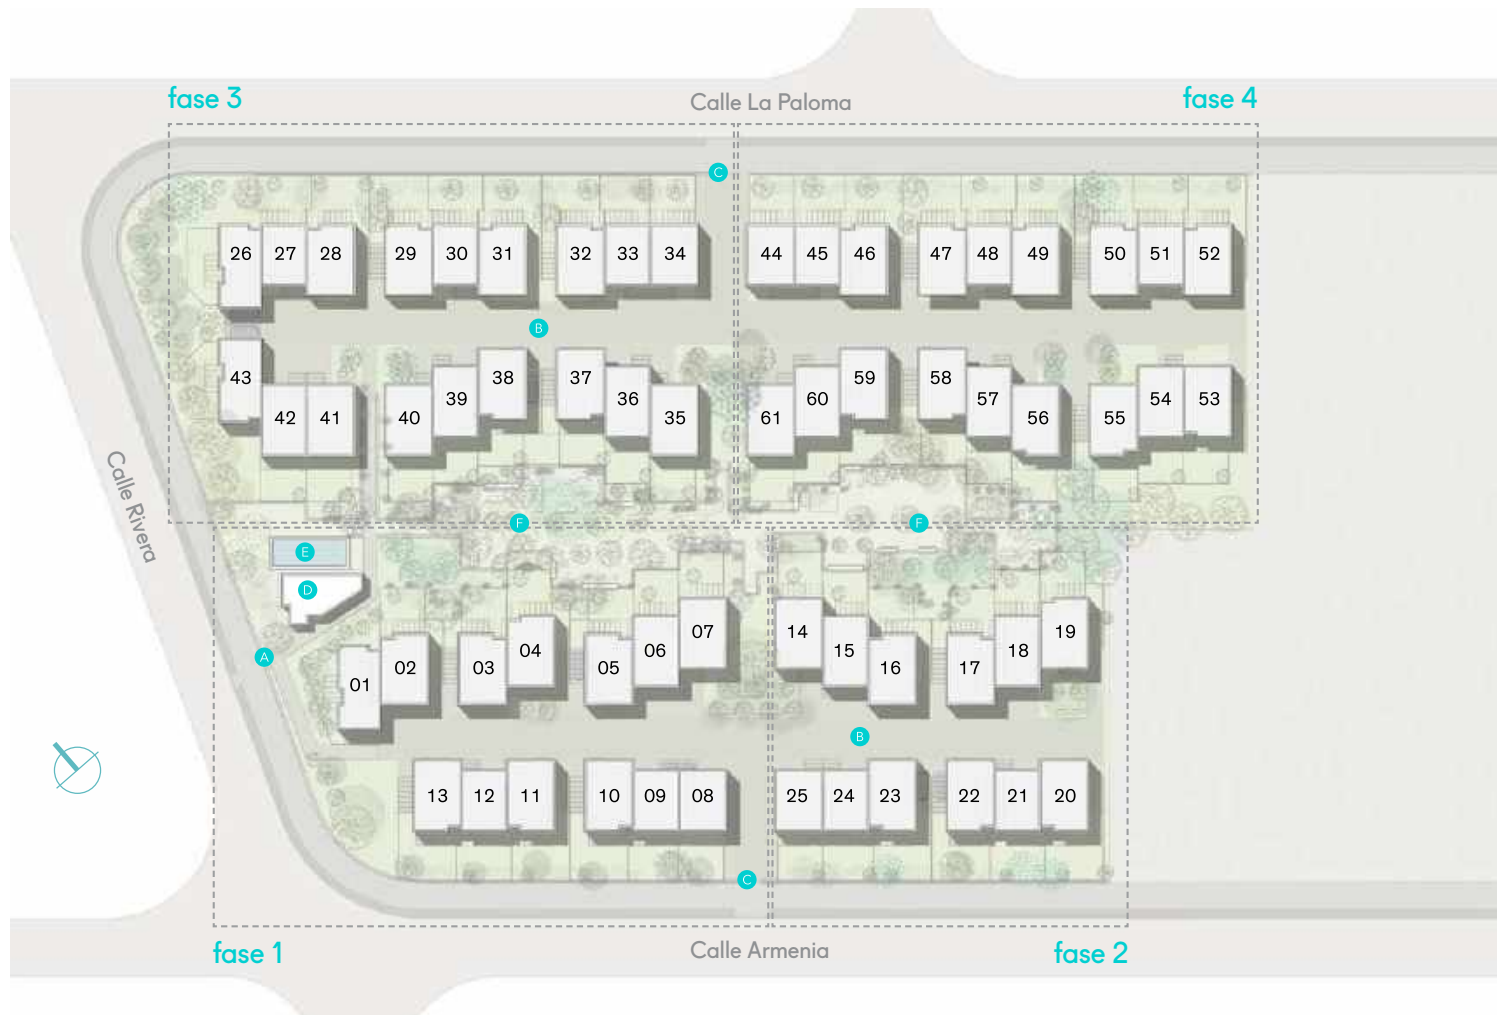 fase 3
Calle La Paloma
fase 4
C
26 27 28 29 30 31 32 33 34 44 45 46 47 48 49 50 51 52
B
43 42 41 40 39 38 37 36 35 61 60 59 58 57 56 55 54 53
Calle Rivera
F F
E
D
A
01 02 03 04 05 06 07 14 15 16 17 18 19
B
13 12 11 10 09 08 25 24 23 22 21 20
C
fase 1
Calle Armenia
fase 2